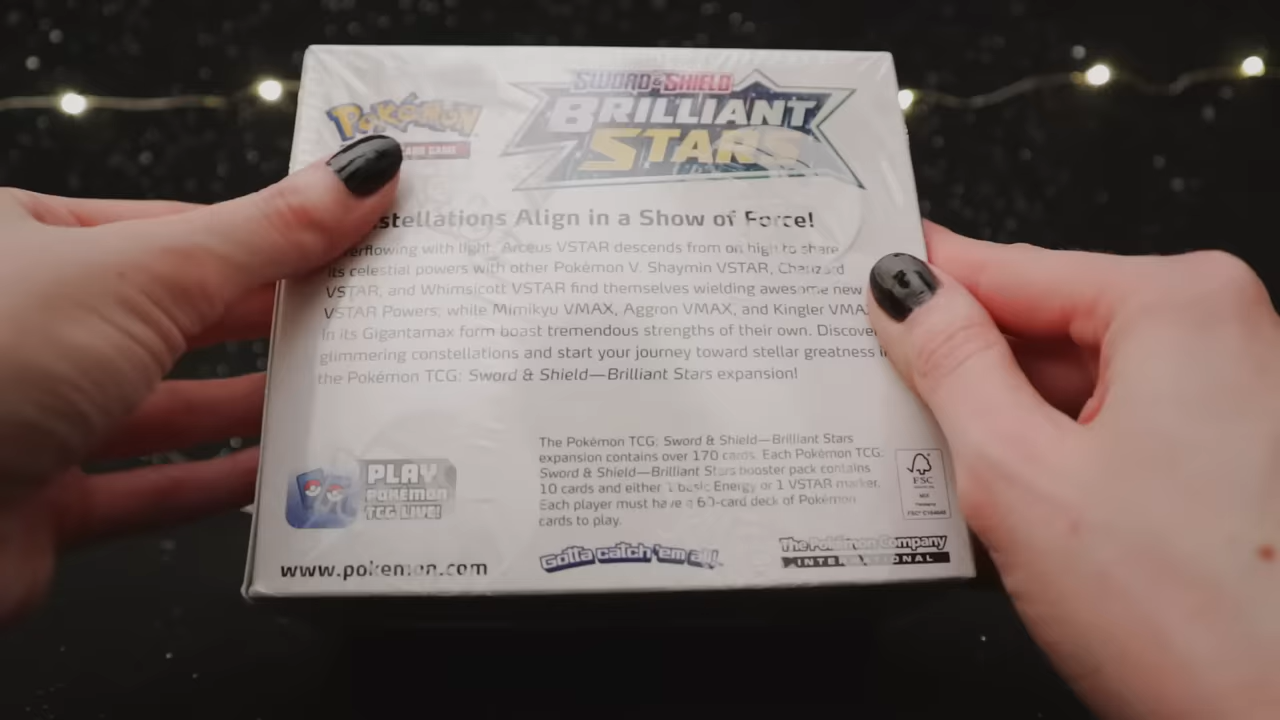 Pokémon
CARD GAME
SWORD & SHIELD
BRILLIANT
STARS
stellations Align in a Show of Force!
erflowing with light, Arceus VSTAR descends from on high to share
its celestial powers with other Pokémon V. Shaymin VSTAR, Charizard
VSTAR, and Whimsicott VSTAR find themselves wielding awesome new
VSTAR Powers, while Mimikyu VMAX, Aggron VMAX, and Kingler VMA
in its Gigantamax form boast tremendous strengths of their own. Discover
glimmering constellations and start your journey toward stellar greatness in
the Pokémon TCG: Sword & Shield—Brilliant Stars expansion!
The Pokémon TCG: Sword & Shield—Brilliant Stars
expansion contains over 170 cards. Each Pokémon TCG:
Sword & Shield—Brilliant Stars booster pack contains
10 cards and either 1 basic Energy or 1 VSTAR marker.
Each player must have a 60-card deck of Pokémon
cards to play.
PLAY
POKÉMON
TCG LIVE!
FSC
MIX
www.pokemon.com
Gotta catch 'em all!
The Pokémon Company
INTERNATIONAL